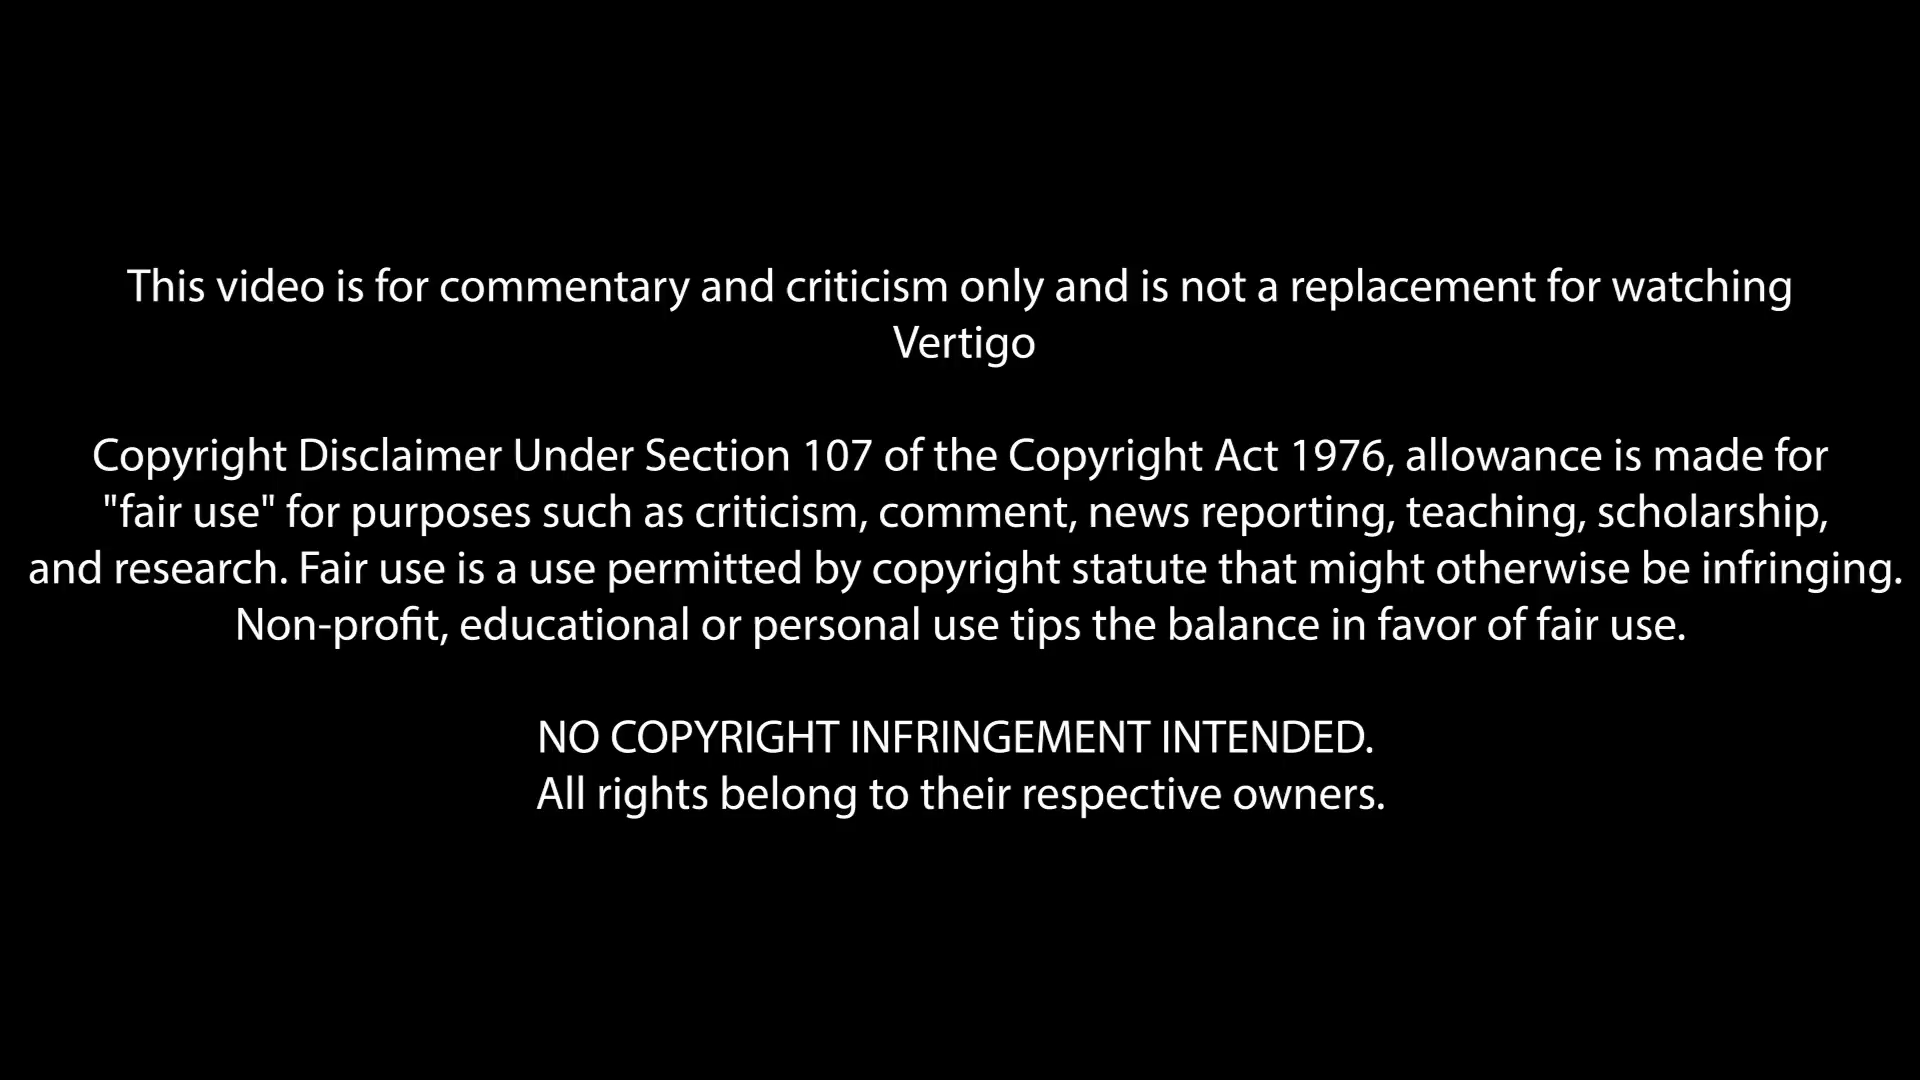 This video is for commentary and criticism only and is not a replacement for watching
Vertigo
Copyright Disclaimer Under Section 107 of the Copyright Act 1976, allowance is made for
"fair use" for purposes such as criticism, comment, news reporting, teaching, scholarship,
and research. Fair use is a use permitted by copyright statute that might otherwise be infringing.
Non-profit, educational or personal use tips the balance in favor of fair use.
NO COPYRIGHT INFRINGEMENT INTENDED.
All rights belong to their respective owners.